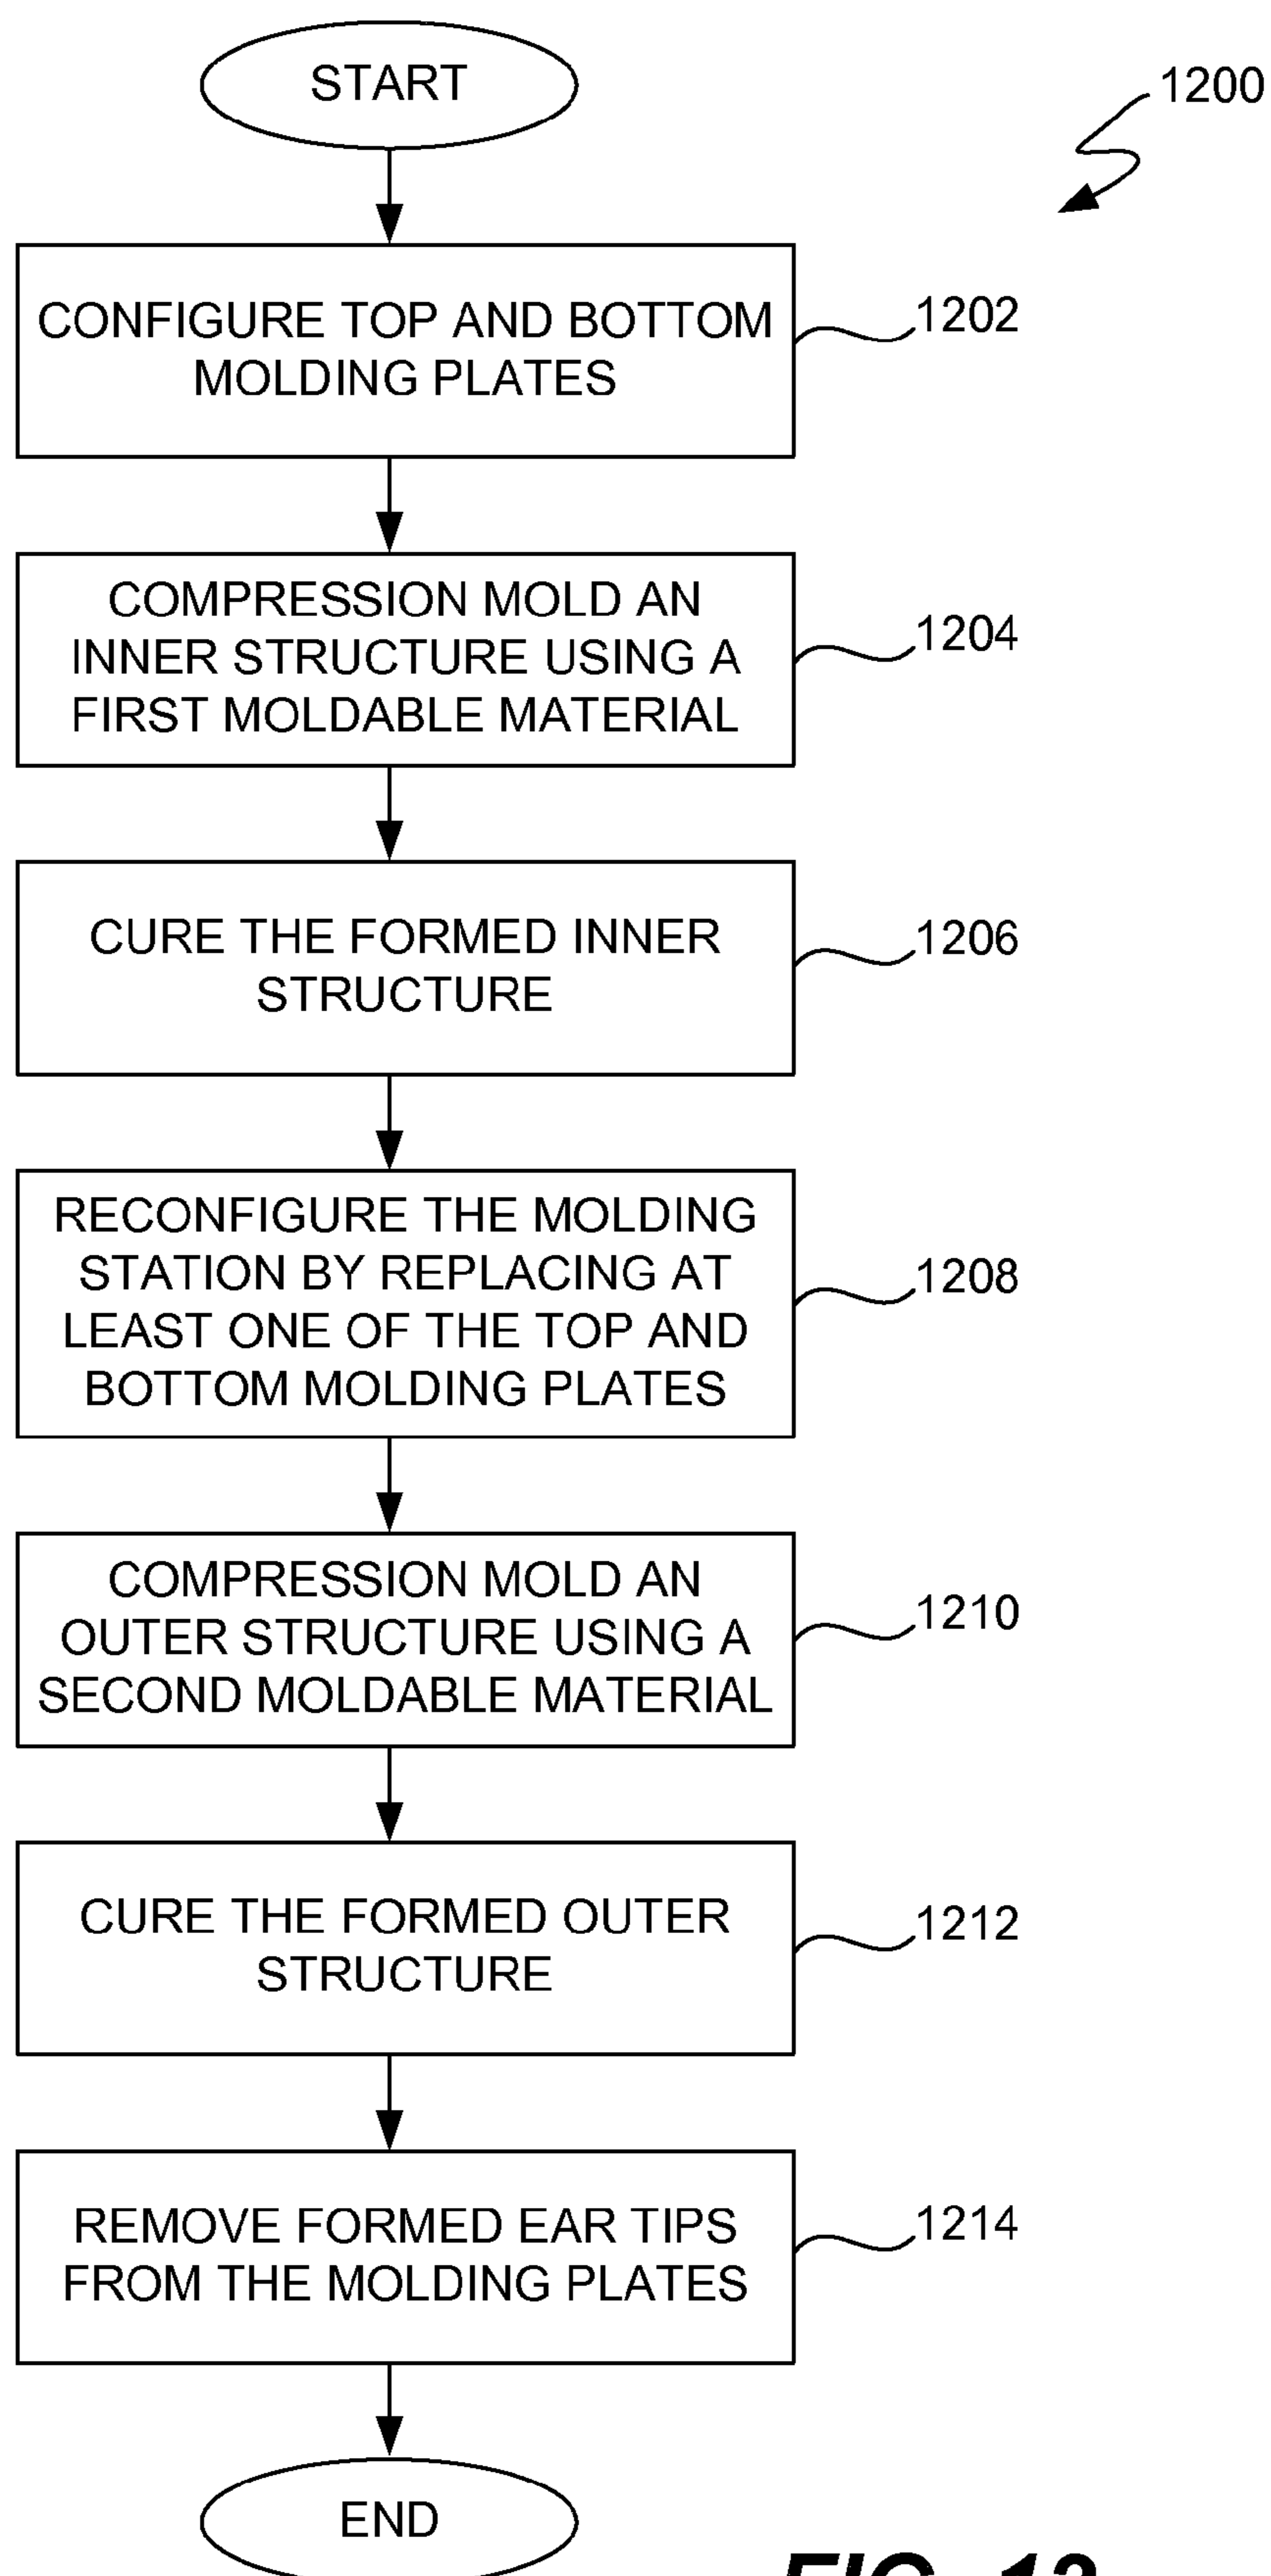 START
1200
CONFIGURE TOP AND BOTTOM
MOLDING PLATES
1202
COMPRESSION MOLD AN
INNER STRUCTURE USING A
FIRST MOLDABLE MATERIAL
1204
CURE THE FORMED INNER
STRUCTURE
1206
RECONFIGURE THE MOLDING
STATION BY REPLACING AT
LEAST ONE OF THE TOP AND
BOTTOM MOLDING PLATES
1208
COMPRESSION MOLD AN
OUTER STRUCTURE USING A
SECOND MOLDABLE MATERIAL
1210
CURE THE FORMED OUTER
STRUCTURE
1212
REMOVE FORMED EAR TIPS
FROM THE MOLDING PLATES
1214
END
FIG.